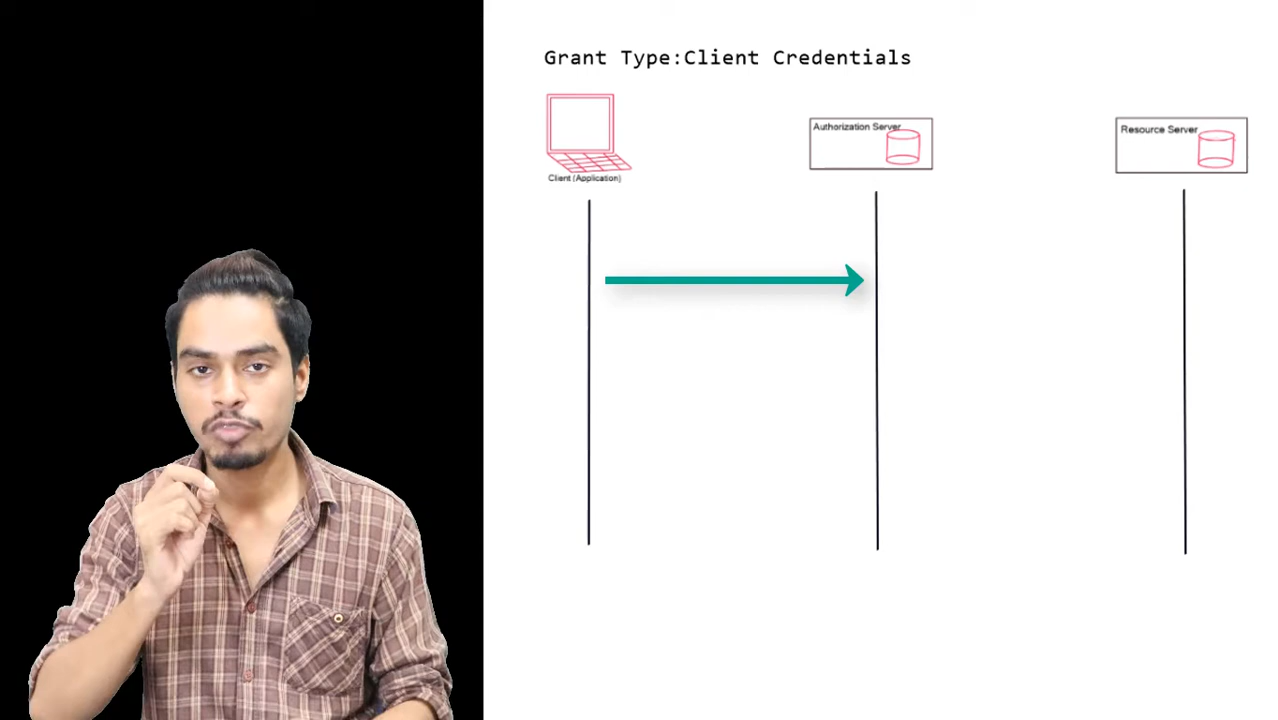 Grant Type:Client Credentials
Authorization Server
Resource Server
Client (Application)